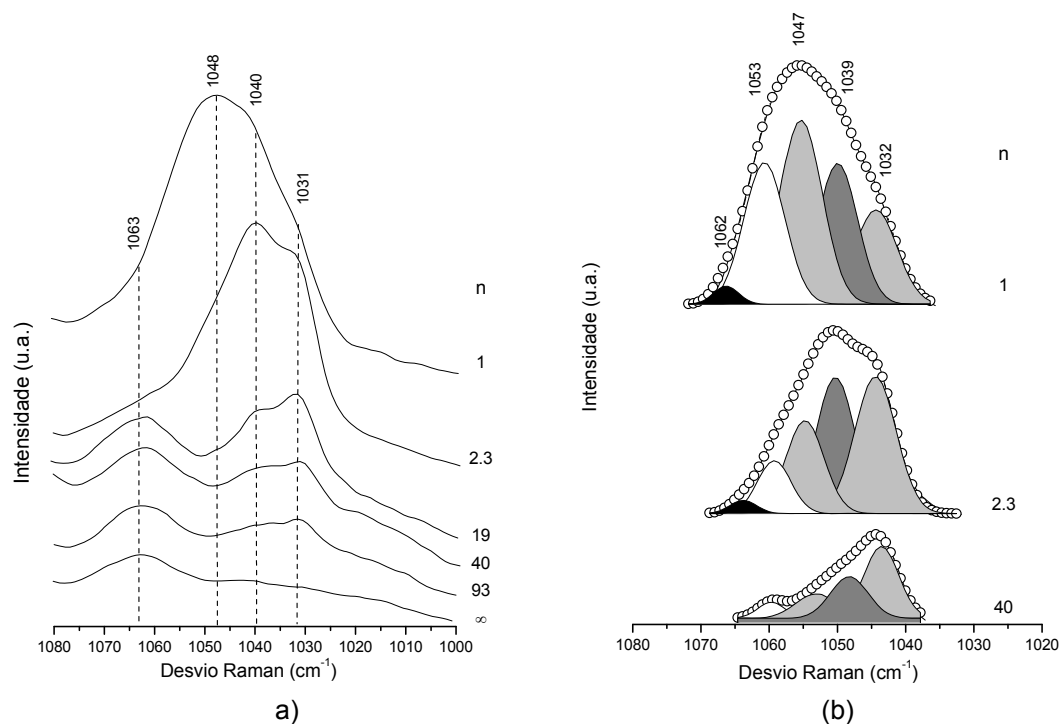 1063
1048
1040
1031
n
1
2.3
19
40
93
∞
Intensidade (u.a.)
1080 1070 1060 1050 1040 1030 1020 1010 1000
Desvio Raman (cm⁻¹)
a)
1062
1053
1047
1039
1032
n
1
2.3
40
Intensidade (u.a.)
1080 1070 1060 1050 1040 1030 1020
Desvio Raman (cm⁻¹)
(b)